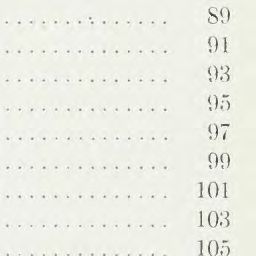 . . . . . . . . . . . . . . 89
. . . . . . . . . . . . . . 91
. . . . . . . . . . . . . . 93
. . . . . . . . . . . . . . 95
. . . . . . . . . . . . . . 97
. . . . . . . . . . . . . . 99
. . . . . . . . . . . . . . 101
. . . . . . . . . . . . . . 103
. . . . . . . . . . . . . . 105